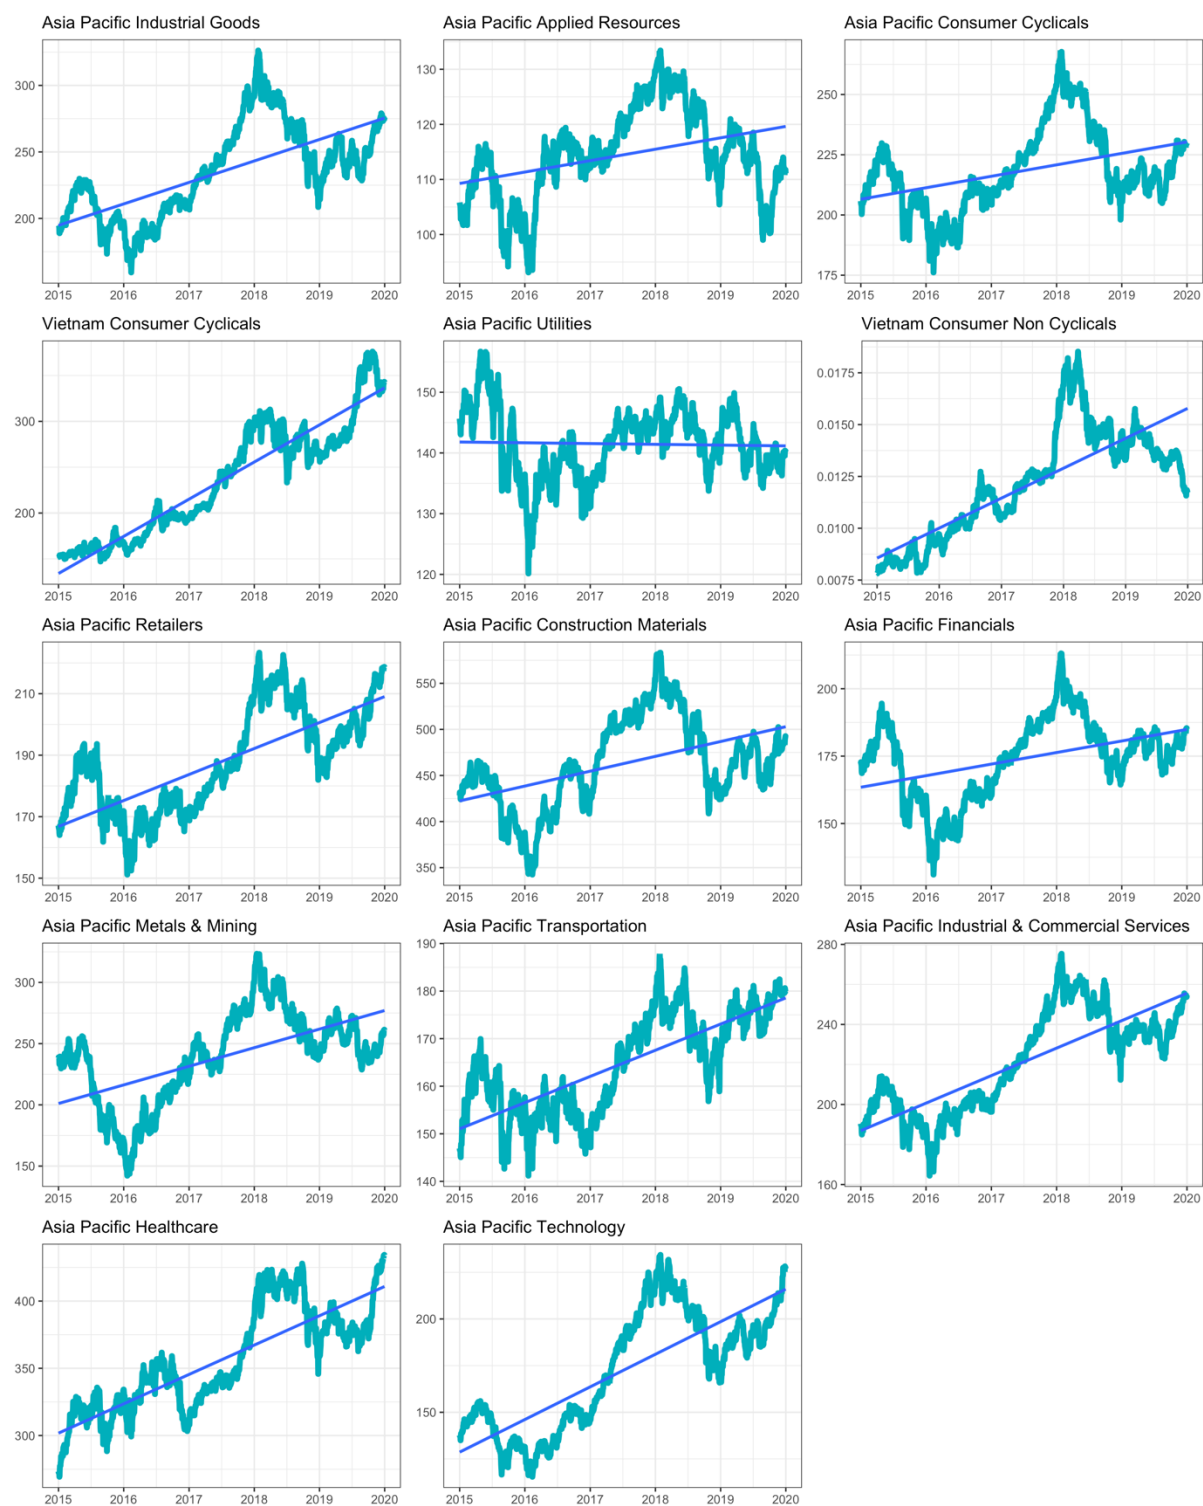 Asia Pacific Industrial Goods
Asia Pacific Applied Resources
Asia Pacific Consumer Cyclicals
300
200
2015 2016 2017 2018 2019 2020
130
120
110
100
2015 2016 2017 2018 2019 2020
250
225
200
175
2015 2016 2017 2018 2019 2020
Vietnam Consumer Cyclicals
Asia Pacific Utilities
Vietnam Consumer Non Cyclicals
300
200
2015 2016 2017 2018 2019 2020
150
140
130
120
2015 2016 2017 2018 2019 2020
0.0175
0.0150
0.0125
0.0100
0.0075
2015 2016 2017 2018 2019 2020
Asia Pacific Retailers
Asia Pacific Construction Materials
Asia Pacific Financials
210
190
170
150
2015 2016 2017 2018 2019 2020
550
500
450
400
350
2015 2016 2017 2018 2019 2020
200
175
150
2015 2016 2017 2018 2019 2020
Asia Pacific Metals & Mining
Asia Pacific Transportation
Asia Pacific Industrial & Commercial Services
300
250
200
150
2015 2016 2017 2018 2019 2020
190
180
170
160
150
140
2015 2016 2017 2018 2019 2020
280
240
200
160
2015 2016 2017 2018 2019 2020
Asia Pacific Healthcare
Asia Pacific Technology
400
350
300
2015 2016 2017 2018 2019 2020
200
150
2015 2016 2017 2018 2019 2020